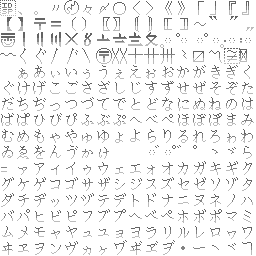 、。〃〄々〆〇〈〉《》「」『』
【】〒〓〔〕〖〗〘〙〚〛〜〝〞〟
〠〡〢〣〤〥〦〧〨〩
〰〱〲〳〴〵〶〷〸〹〺〻〼〽
ぁあぃいぅうぇえぉおかがきぎく
ぐけげこごさざしじすずせぜそぞた
だちぢっつづてでとどなにぬねのは
ばぱひびぴふぶぷへべぺほぼぽまみ
むめもゃやゅゆょよらりるれろゎわ
ゐゑをんゔゕゖ゛゜ゝゞゟ
゠ァアィイゥウェエォオカガキギク
グケゲコゴサザシジスズセゼソゾタ
ダチヂッツヅテデトドナニヌネノハ
バパヒビピフブプヘベペホボポマミ
ムメモャヤュユョヨラリルレロヮワ
ヰヱヲンヴヵヶヷヸヹヺ・ーヽヾヿ